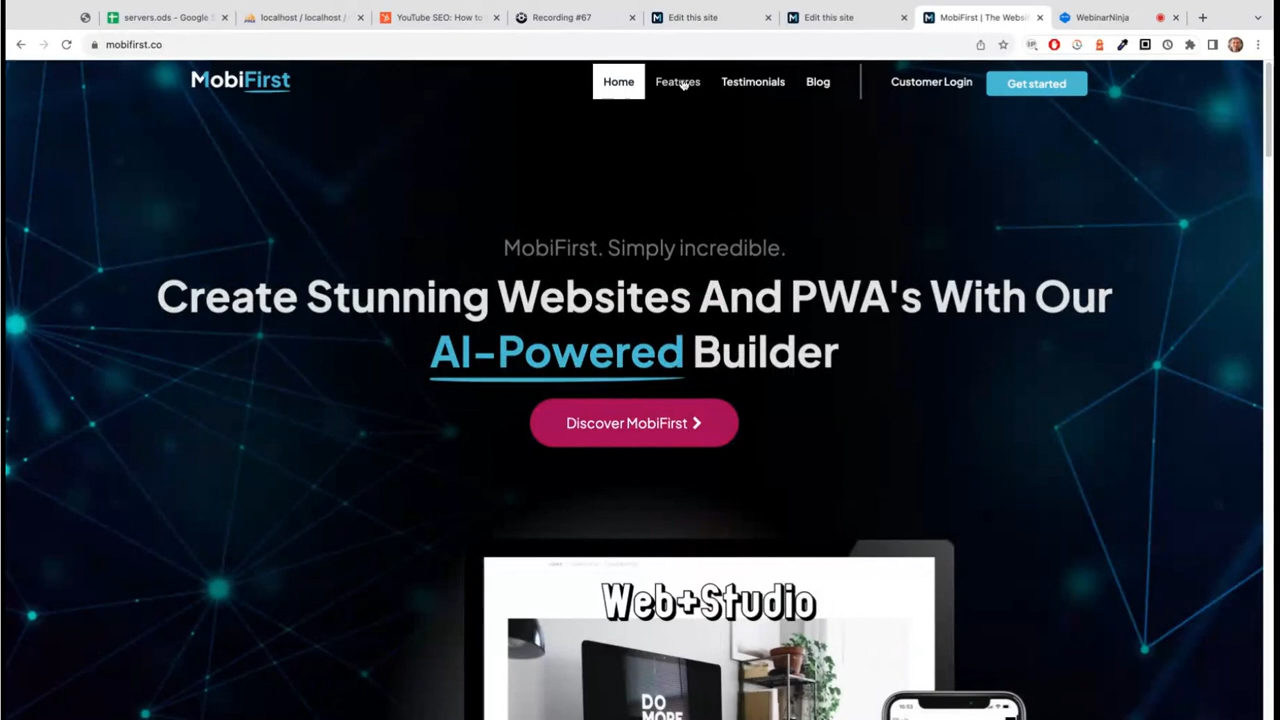 servers.ods - Google S
localhost / localhost /
YouTube SEO: How to
Recording #67
Edit this site
Edit this site
MobiFirst | The Websi
WebinarNinja
mobifirst.co
MobiFirst
Home
Features
Testimonials
Blog
Customer Login
Get started
MobiFirst. Simply incredible.
Create Stunning Websites And PWA's With Our
AI-Powered Builder
Discover MobiFirst
Web+Studio
DO
MORE
10:53